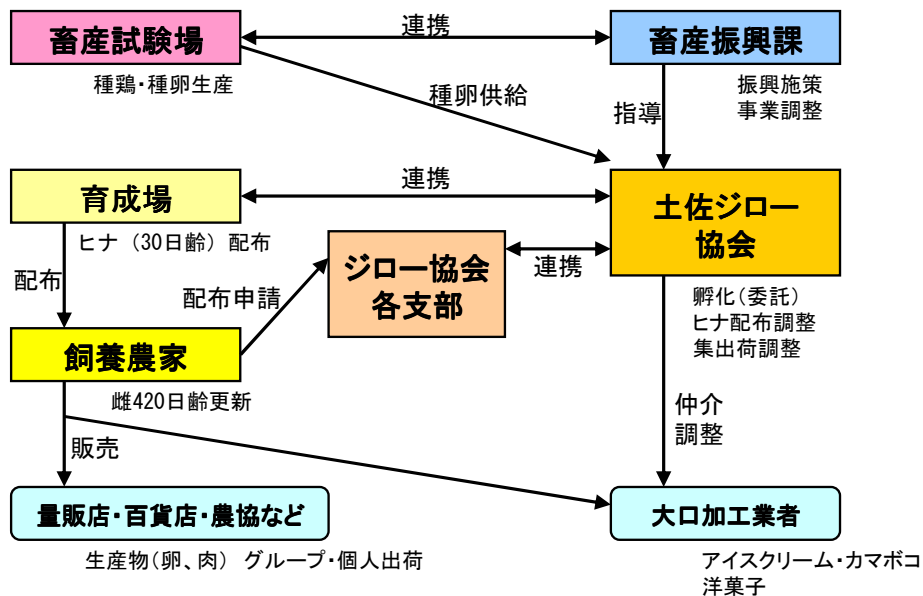 畜産試験場
連携
畜産振興課
種鶏・種卵生産
種卵供給
指導
振興施策
事業調整
育成場
連携
土佐ジロー
協会
ヒナ（30日齢）配布
配布
配布申請
ジロー協会
各支部
連携
孵化（委託）
ヒナ配布調整
集出荷調整
飼養農家
雌420日齢更新
販売
仲介
調整
量販店・百貨店・農協など
大口加工業者
生産物（卵、肉） グループ・個人出荷
アイスクリーム・カマボコ
洋菓子